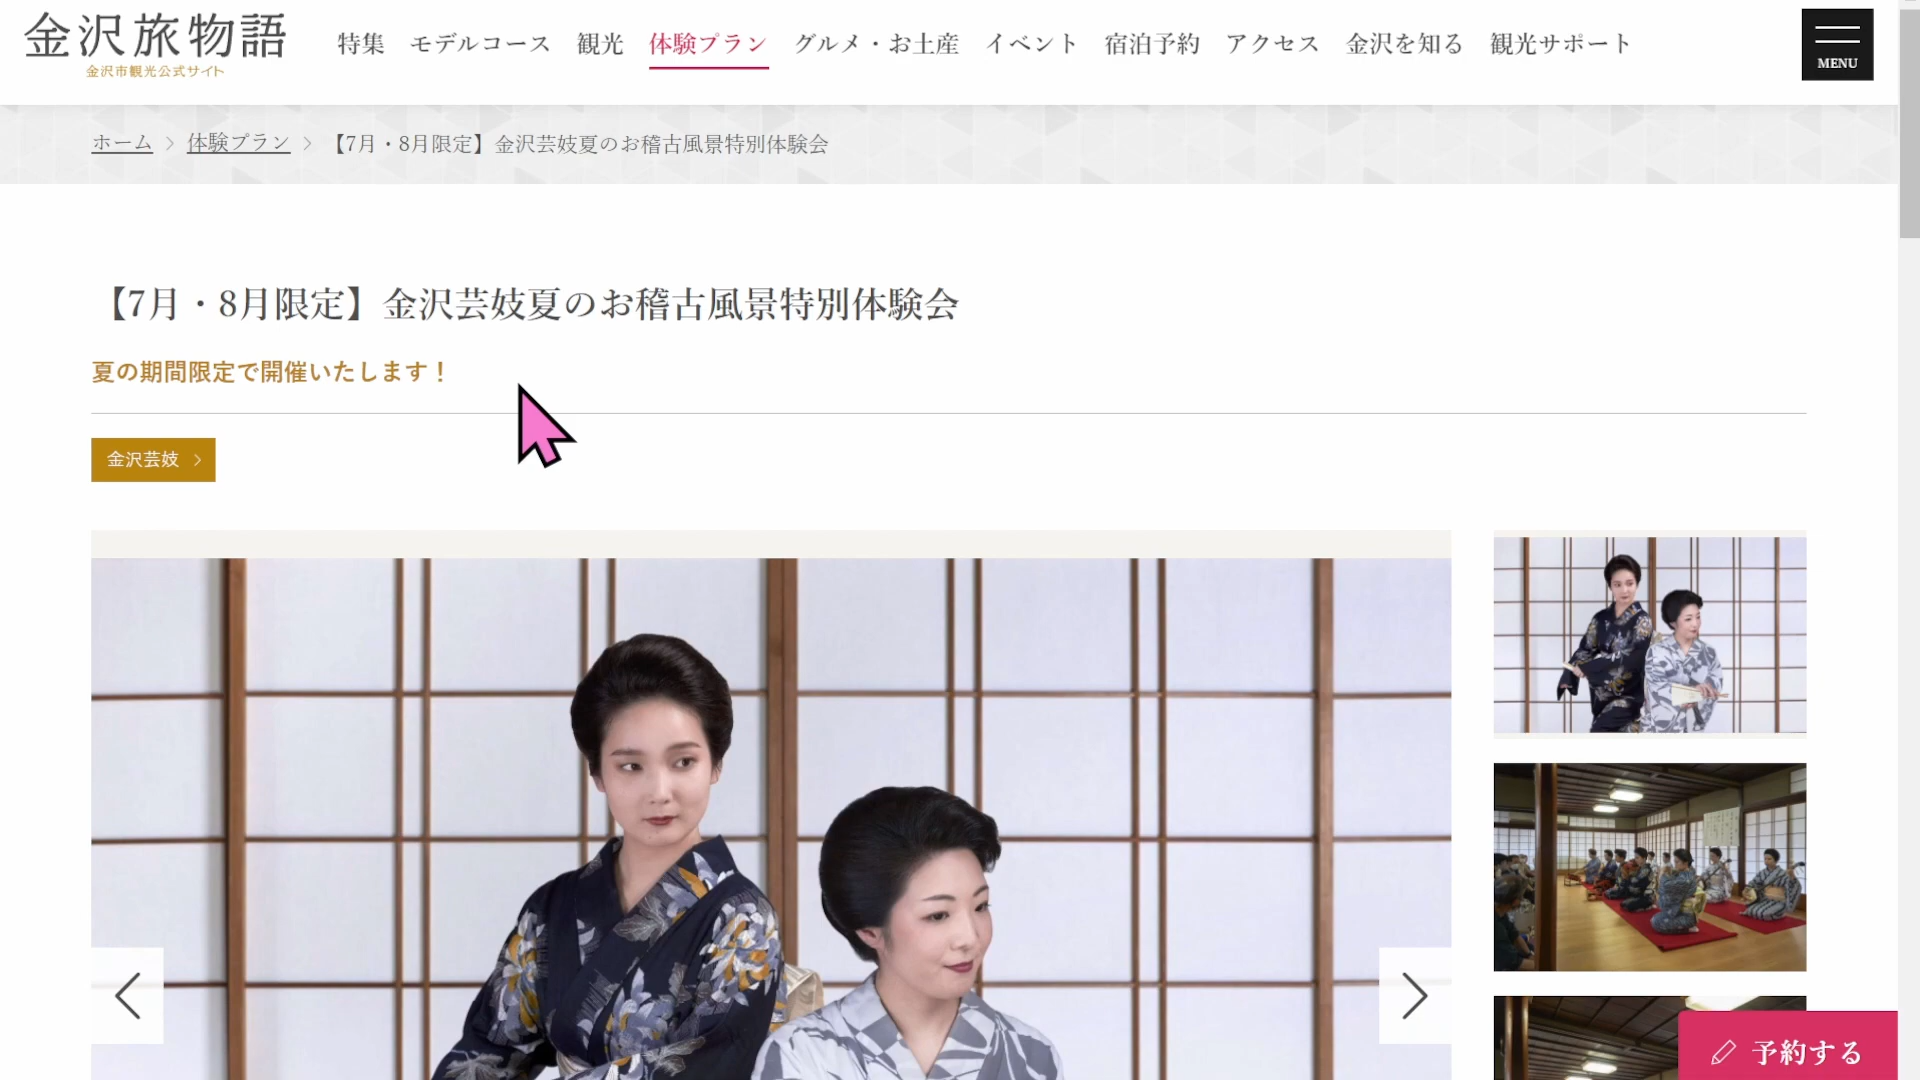 金沢旅物語
金沢市観光公式サイト
特集 モデルコース 観光 体験プラン グルメ・お土産 イベント 宿泊予約 アクセス 金沢を知る 観光サポート
MENU
ホーム > 体験プラン > 【7月・8月限定】金沢芸妓夏のお稽古風景特別体験会
【7月・8月限定】金沢芸妓夏のお稽古風景特別体験会
夏の期間限定で開催いたします！
金沢芸妓 >
予約する